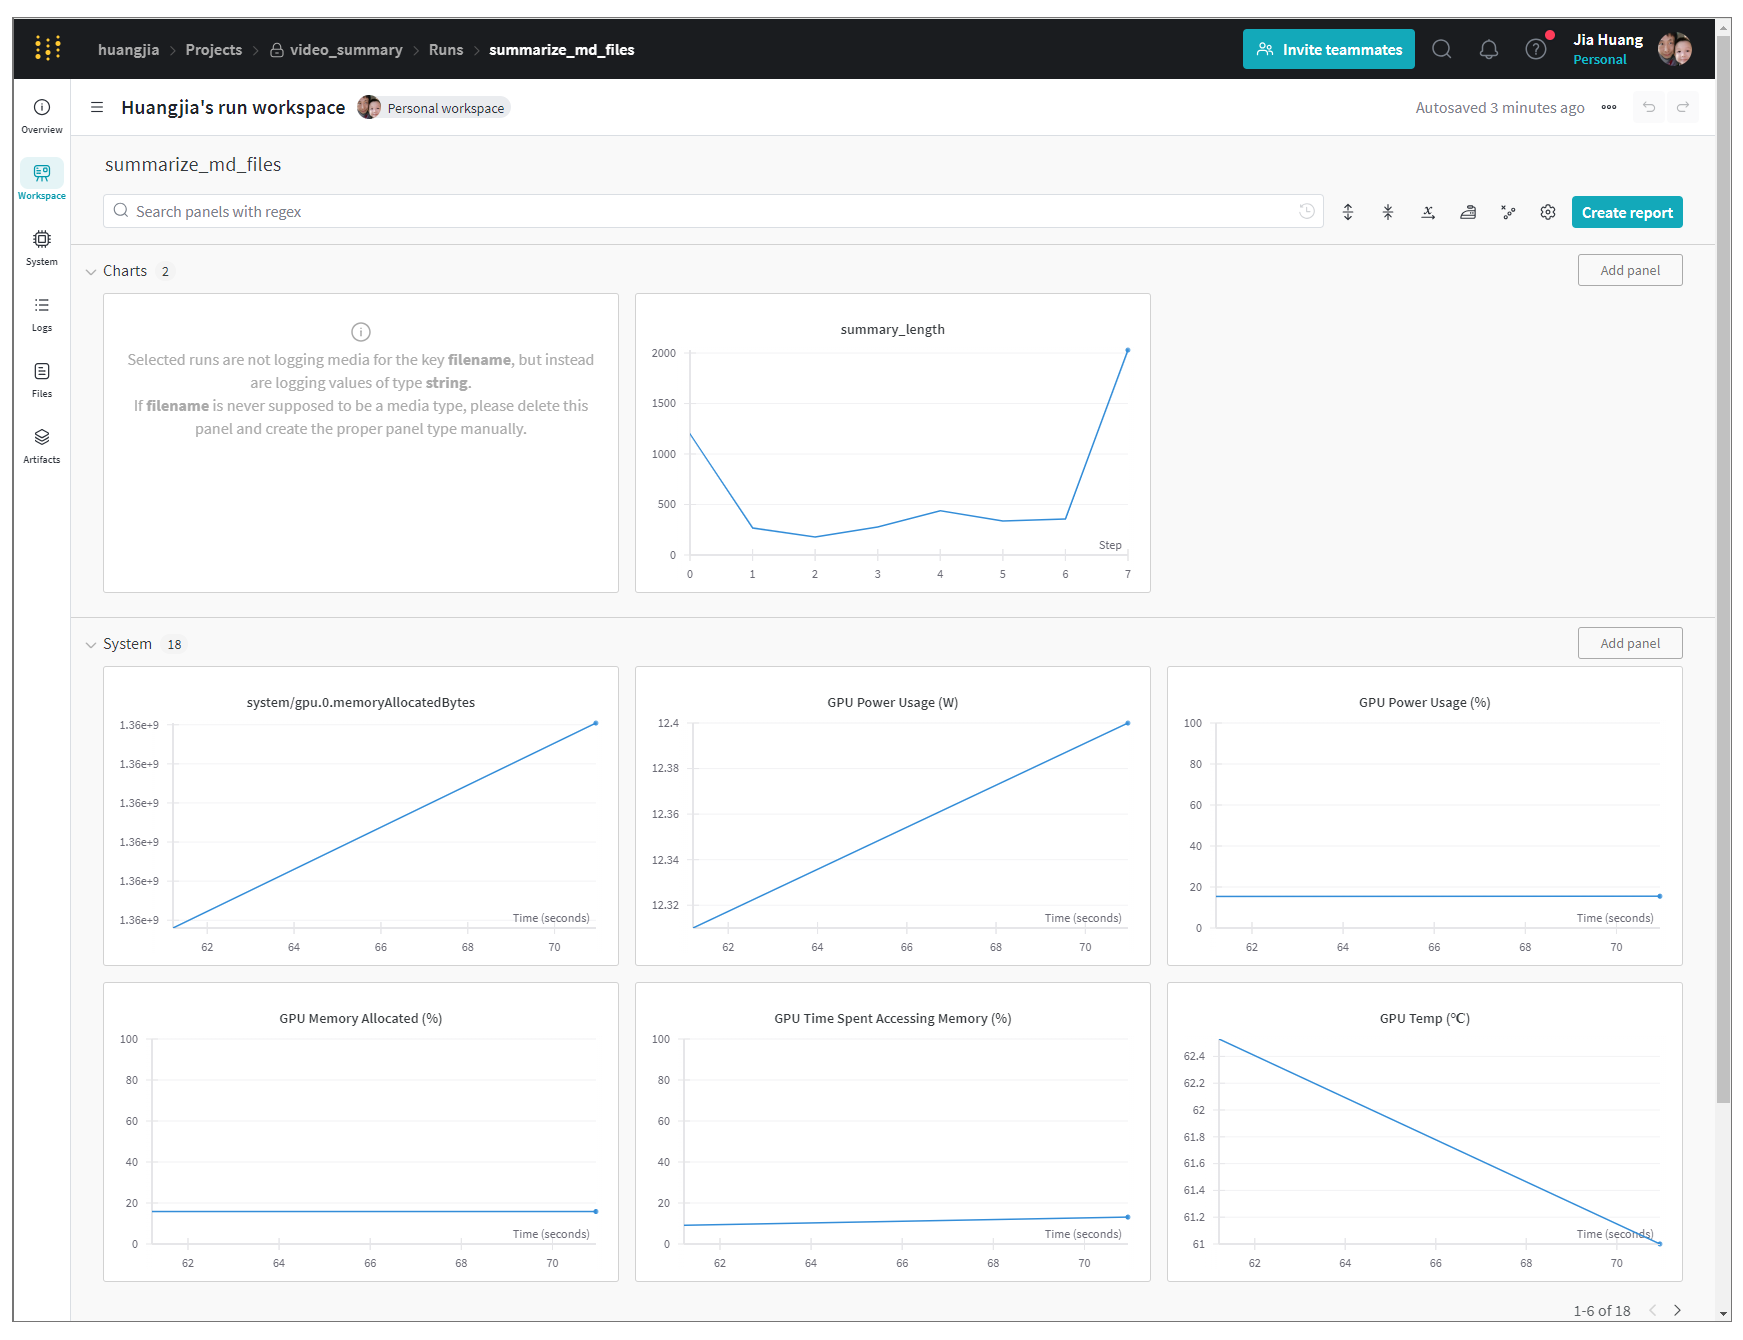 huangjia > Projects > video_summary > Runs > summarize_md_files
Invite teammates
Jia Huang
Personal
Overview
Workspace
System
Logs
Files
Artifacts
Huangjia's run workspace
Personal workspace
Autosaved 3 minutes ago
summarize_md_files
Search panels with regex
Create report
Charts 2
Add panel
Selected runs are not logging media for the key filename, but instead
are logging values of type string.
If filename is never supposed to be a media type, please delete this
panel and create the proper panel type manually.
summary_length
2000
1500
1000
500
0
Step
0 1 2 3 4 5 6 7
System 18
Add panel
system/gpu.0.memoryAllocatedBytes
1.36e+9
1.36e+9
1.36e+9
1.36e+9
1.36e+9
1.36e+9
Time (seconds)
62 64 66 68 70
GPU Power Usage (W)
12.4
12.38
12.36
12.34
12.32
Time (seconds)
62 64 66 68 70
GPU Power Usage (%)
100
80
60
40
20
0
Time (seconds)
62 64 66 68 70
GPU Memory Allocated (%)
100
80
60
40
20
0
Time (seconds)
62 64 66 68 70
GPU Time Spent Accessing Memory (%)
100
80
60
40
20
0
Time (seconds)
62 64 66 68 70
GPU Temp (℃)
62.4
62.2
62
61.8
61.6
61.4
61.2
61
Time (seconds)
62 64 66 68 70
1-6 of 18